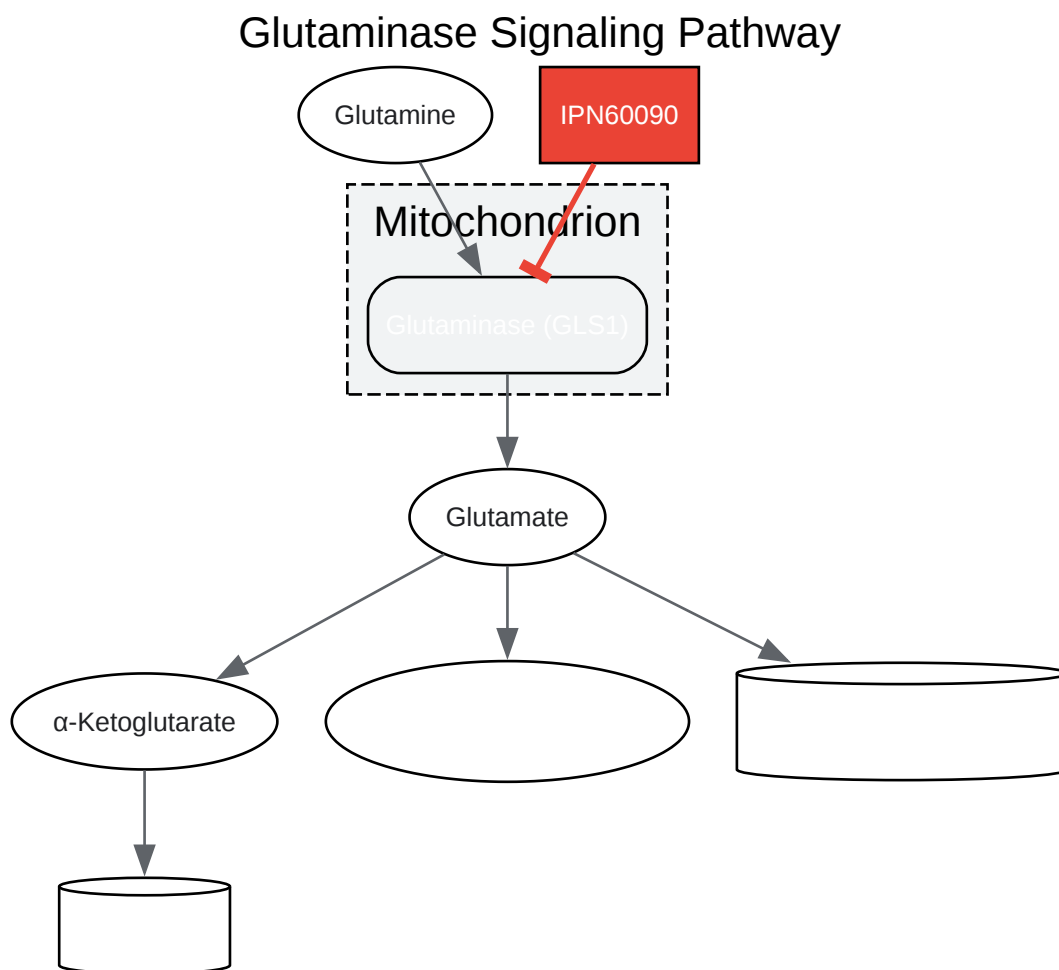 Glutaminase Signaling Pathway
Glutamine
IPN60090
Mitochondrion
Glutaminase (GLS1)
Glutamate
α-Ketoglutarate